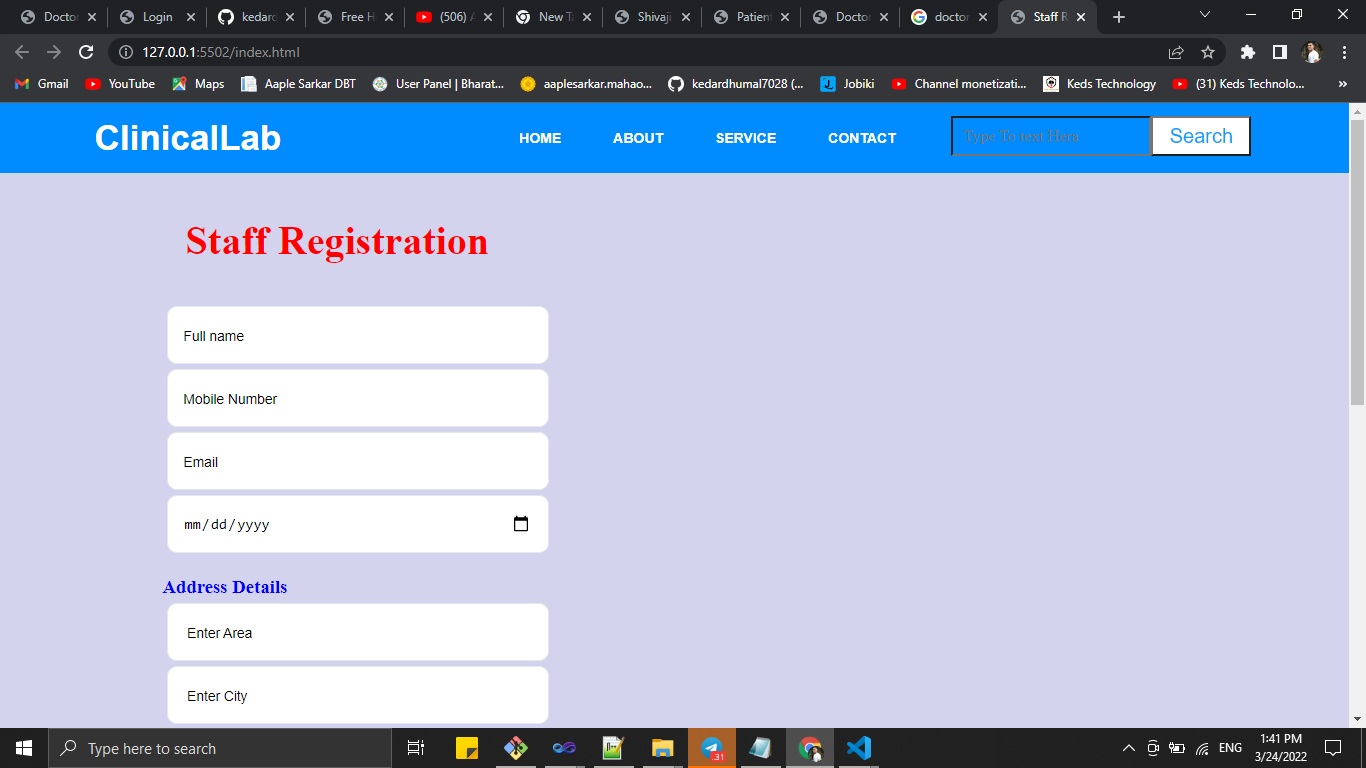 Doctor
Login
kedard
Free H
(506) A
New Ta
Shivaji
Patient
Doctor
doctor
Staff R
127.0.0.1:5502/index.html
Gmail
YouTube
Maps
Aaple Sarkar DBT
User Panel | Bharat...
aaplesarkar.mahao...
kedardhumal7028 (...
Jobiki
Channel monetizati...
Keds Technology
(31) Keds Technolo...
»
ClinicalLab
HOME
ABOUT
SERVICE
CONTACT
Type To text Here
Search
Staff Registration
Full name
Mobile Number
Email
mm/dd/yyyy
Address Details
Enter Area
Enter City
Type here to search
31
ENG
1:41 PM
3/24/2022